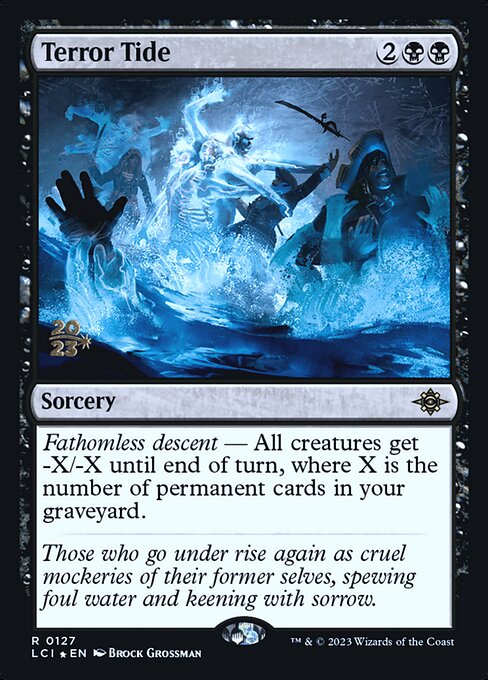 Terror Tide 2
20
23
Sorcery
Fathomless descent — All creatures get
-X/-X until end of turn, where X is the
number of permanent cards in your
graveyard.
Those who go under rise again as cruel
mockeries of their former selves, spewing
foul water and keening with sorrow.
R 0127
LCI ★ EN Brock Grossman
™ & © 2023 Wizards of the Coast